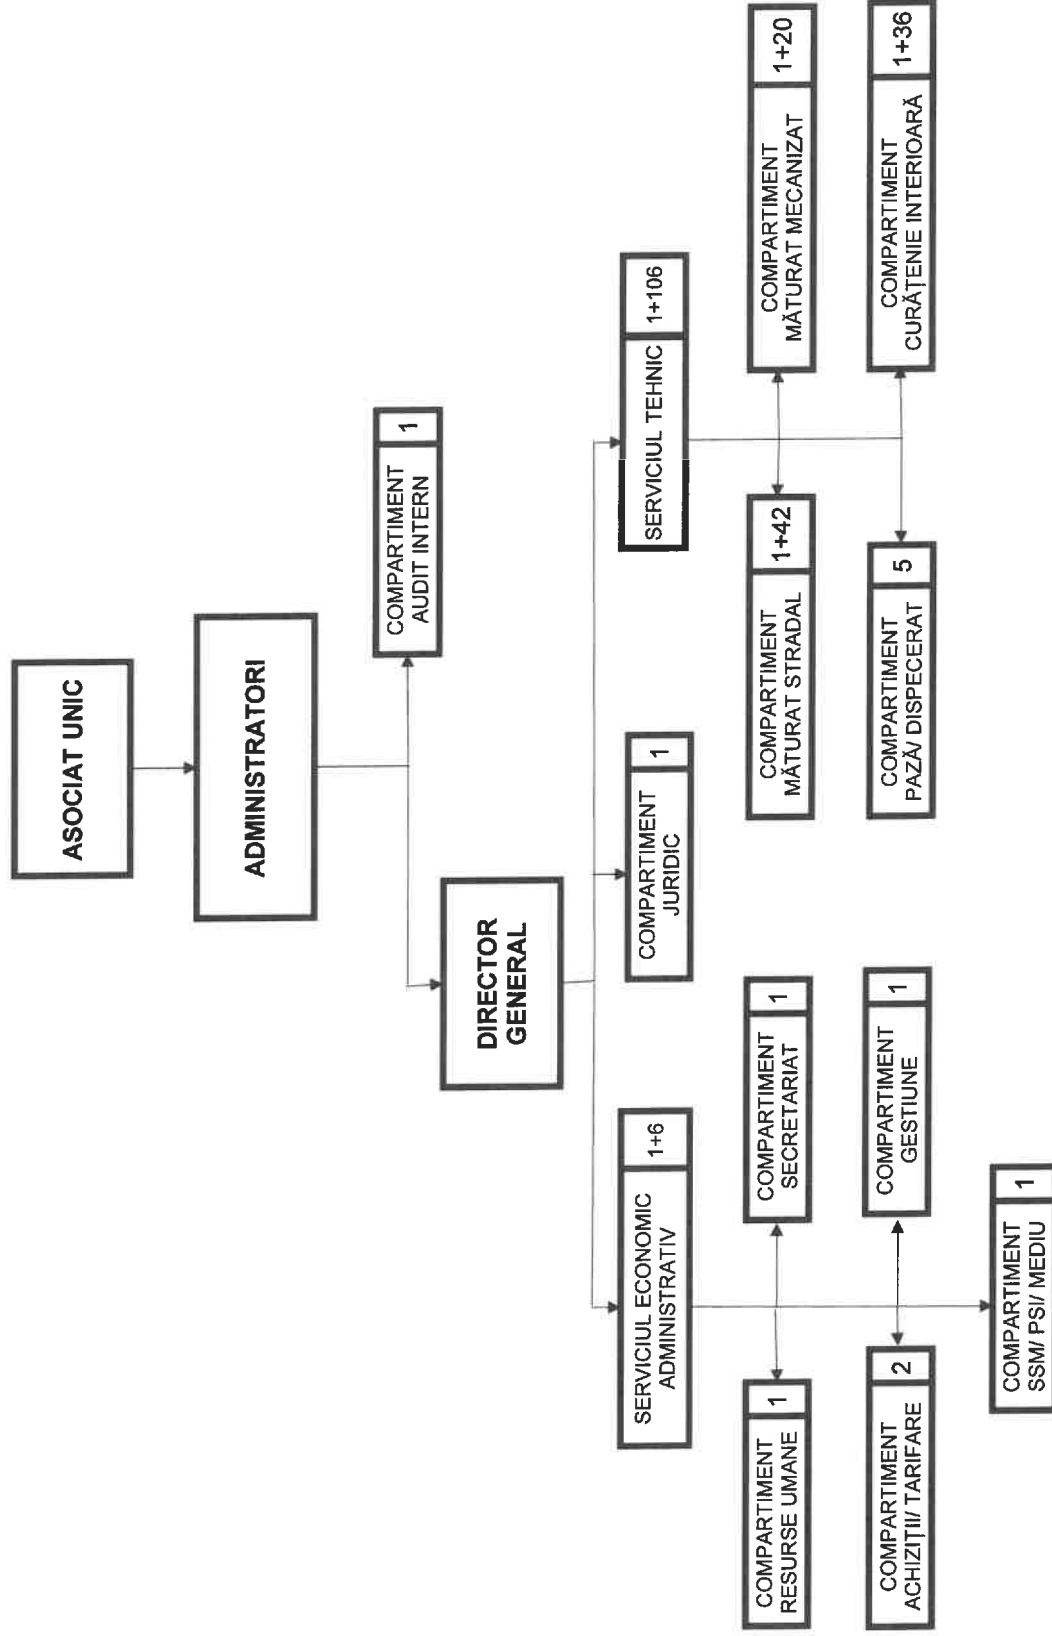 ASOCIAT UNIC
ADMINISTRATORI
COMPARTIMENT
AUDIT INTERN
1
DIRECTOR
GENERAL
SERVICIUL ECONOMIC
ADMINISTRATIV
1+6
COMPARTIMENT
JURIDIC
1
SERVICIUL TEHNIC
1+106
COMPARTIMENT
RESURSE UMANE
1
COMPARTIMENT
SECRETARIAT
1
COMPARTIMENT
MĂTURAT STRADAL
1+42
COMPARTIMENT
MĂTURAT MECANIZAT
1+20
COMPARTIMENT
ACHIZIȚII/ TARIFARE
2
COMPARTIMENT
GESTIUNE
1
COMPARTIMENT
PAZĂ/ DISPECERAT
5
COMPARTIMENT
CURĂȚENIE INTERIOARĂ
1+36
COMPARTIMENT
SSM/ PSI/ MEDIU
1